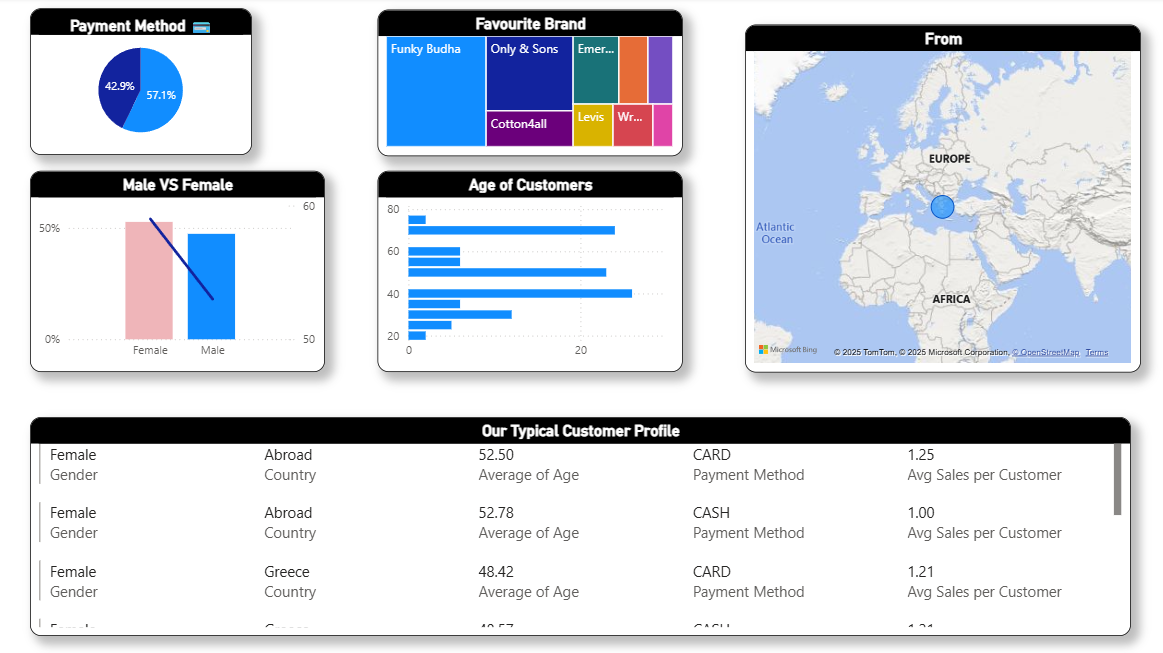 Payment Method
42.9%
57.1%
Favourite Brand
Funky Budha
Only & Sons
Emer...
Cotton4all
Levis
Wr...
From
EUROPE
Atlantic
Ocean
AFRICA
Microsoft Bing
© 2025 TomTom, © 2025 Microsoft Corporation, © OpenStreetMap Terms
Male VS Female
60
50%
0%
50
Female Male
Age of Customers
80
60
40
20
0 20
Our Typical Customer Profile
Female Abroad 52.50 CARD 1.25
Gender Country Average of Age Payment Method Avg Sales per Customer
Female Abroad 52.78 CASH 1.00
Gender Country Average of Age Payment Method Avg Sales per Customer
Female Greece 48.42 CARD 1.21
Gender Country Average of Age Payment Method Avg Sales per Customer